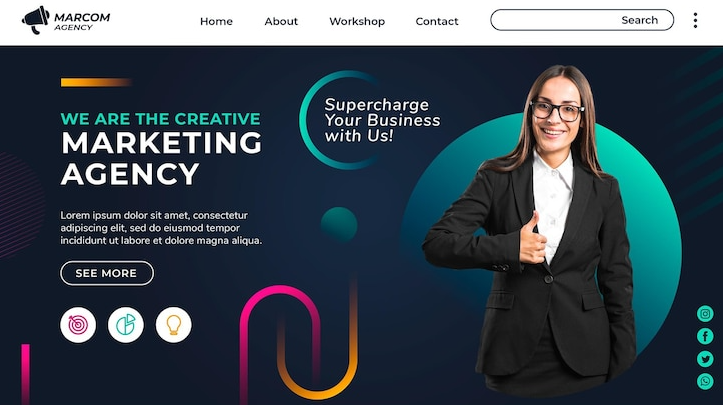 MARCOM
AGENCY
Home
About
Workshop
Contact
Search
WE ARE THE CREATIVE
MARKETING
AGENCY
Supercharge
Your Business
with Us!
Lorem ipsum dolor sit amet, consectetur
adipiscing elit, sed do eiusmod tempor
incididunt ut labore et dolore magna aliqua.
SEE MORE